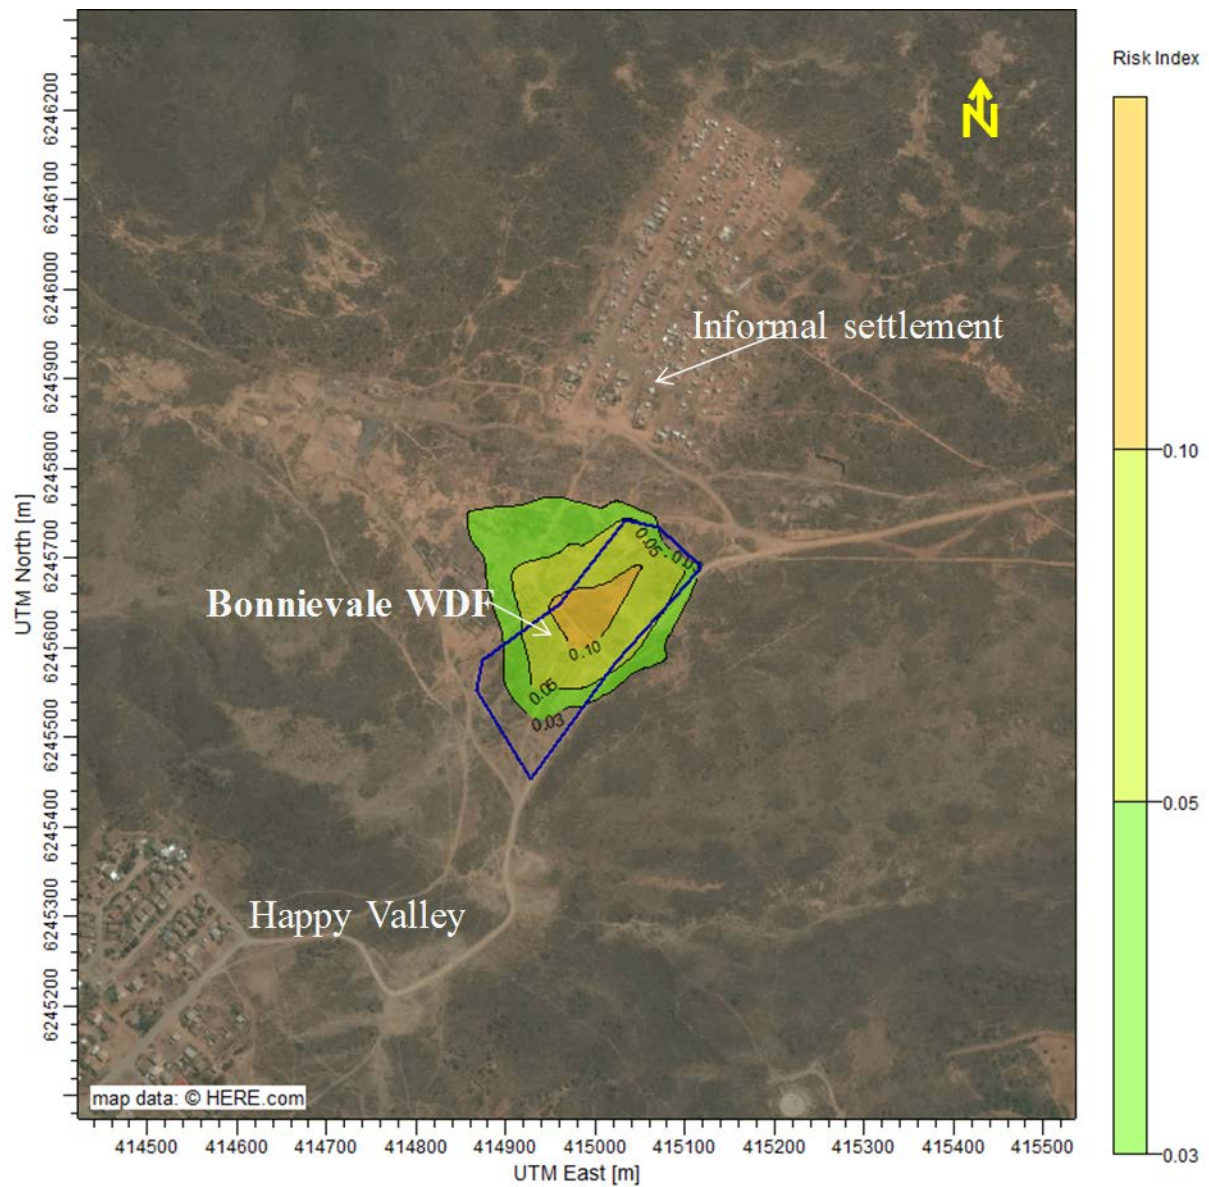 Risk Index
N
6246200
6246100
6246000
6245900
6245800
6245700
6245600
6245500
6245400
6245300
6245200
UTM North [m]
Informal settlement
Bonnievale WDF
0.05
0.10
0.05
0.03
Happy Valley
map data: © HERE.com
414500 414600 414700 414800 414900 415000 415100 415200 415300 415400 415500
UTM East [m]
0.10
0.05
0.03